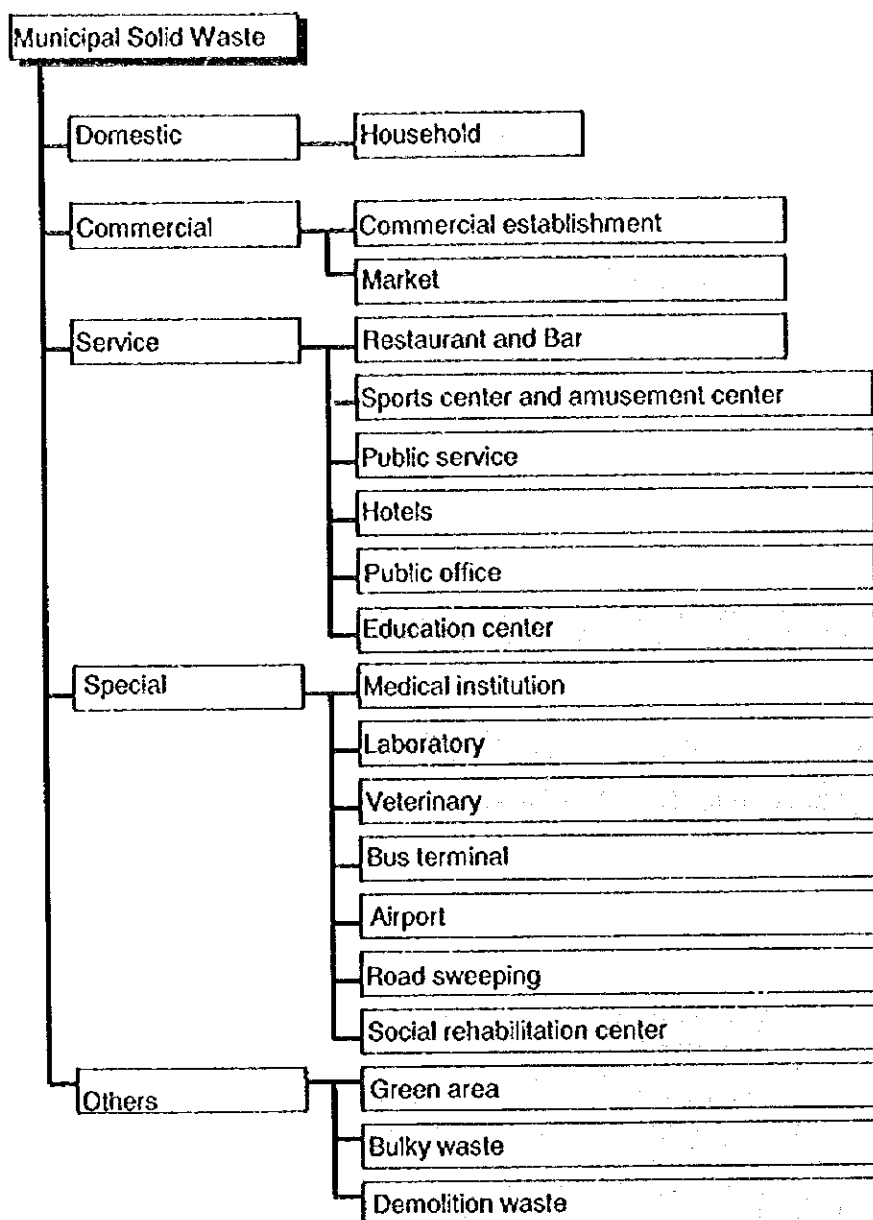 Municipal Solid Waste
Domestic
Household
Commercial
Commercial establishment
Market
Service
Restaurant and Bar
Sports center and amusement center
Public service
Hotels
Public office
Education center
Special
Medical institution
Laboratory
Veterinary
Bus terminal
Airport
Road sweeping
Social rehabilitation center
Others
Green area
Bulky waste
Demolition waste